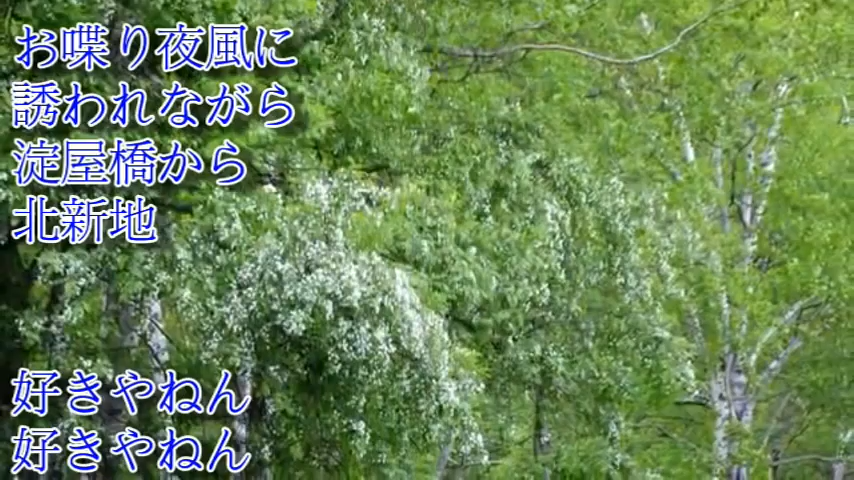 お喋り夜風に
誘われながら
淀屋橋から
北新地
好きやねん
好きやねん